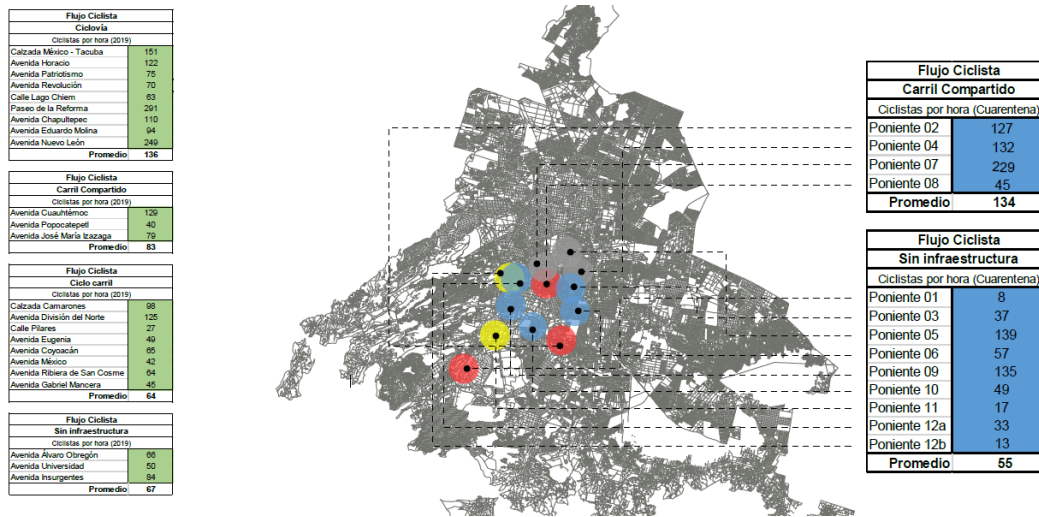 Flujo Ciclista
Ciclovía
Ciclistas por hora (2019)
Calzada México - Tacuba 151
Avenida Horacio 122
Avenida Patriotismo 75
Avenida Revolución 70
Calle Lago Chiem 63
Paseo de la Reforma 291
Avenida Chapultepec 110
Avenida Eduardo Molina 94
Avenida Nuevo León 249
Promedio 136
Flujo Ciclista
Carril Compartido
Ciclistas por hora (2019)
Avenida Cuauhtémoc 129
Avenida Popocatepetl 40
Avenida José María Izazaga 79
Promedio 83
Flujo Ciclista
Ciclo carril
Ciclistas por hora (2019)
Calzada Camarones 98
Avenida División del Norte 125
Calle Pilares 27
Avenida Eugenia 49
Avenida Coyoacán 65
Avenida México 42
Avenida Ribiera de San Cosme 64
Avenida Gabriel Mancera 45
Promedio 64
Flujo Ciclista
Sin infraestructura
Ciclistas por hora (2019)
Avenida Álvaro Obregón 66
Avenida Universidad 50
Avenida Insurgentes 84
Promedio 67
Flujo Ciclista
Carril Compartido
Ciclistas por hora (Cuarentena)
Poniente 02 127
Poniente 04 132
Poniente 07 229
Poniente 08 45
Promedio 134
Flujo Ciclista
Sin infraestructura
Ciclistas por hora (Cuarentena)
Poniente 01 8
Poniente 03 37
Poniente 05 139
Poniente 06 57
Poniente 09 135
Poniente 10 49
Poniente 11 17
Poniente 12a 33
Poniente 12b 13
Promedio 55